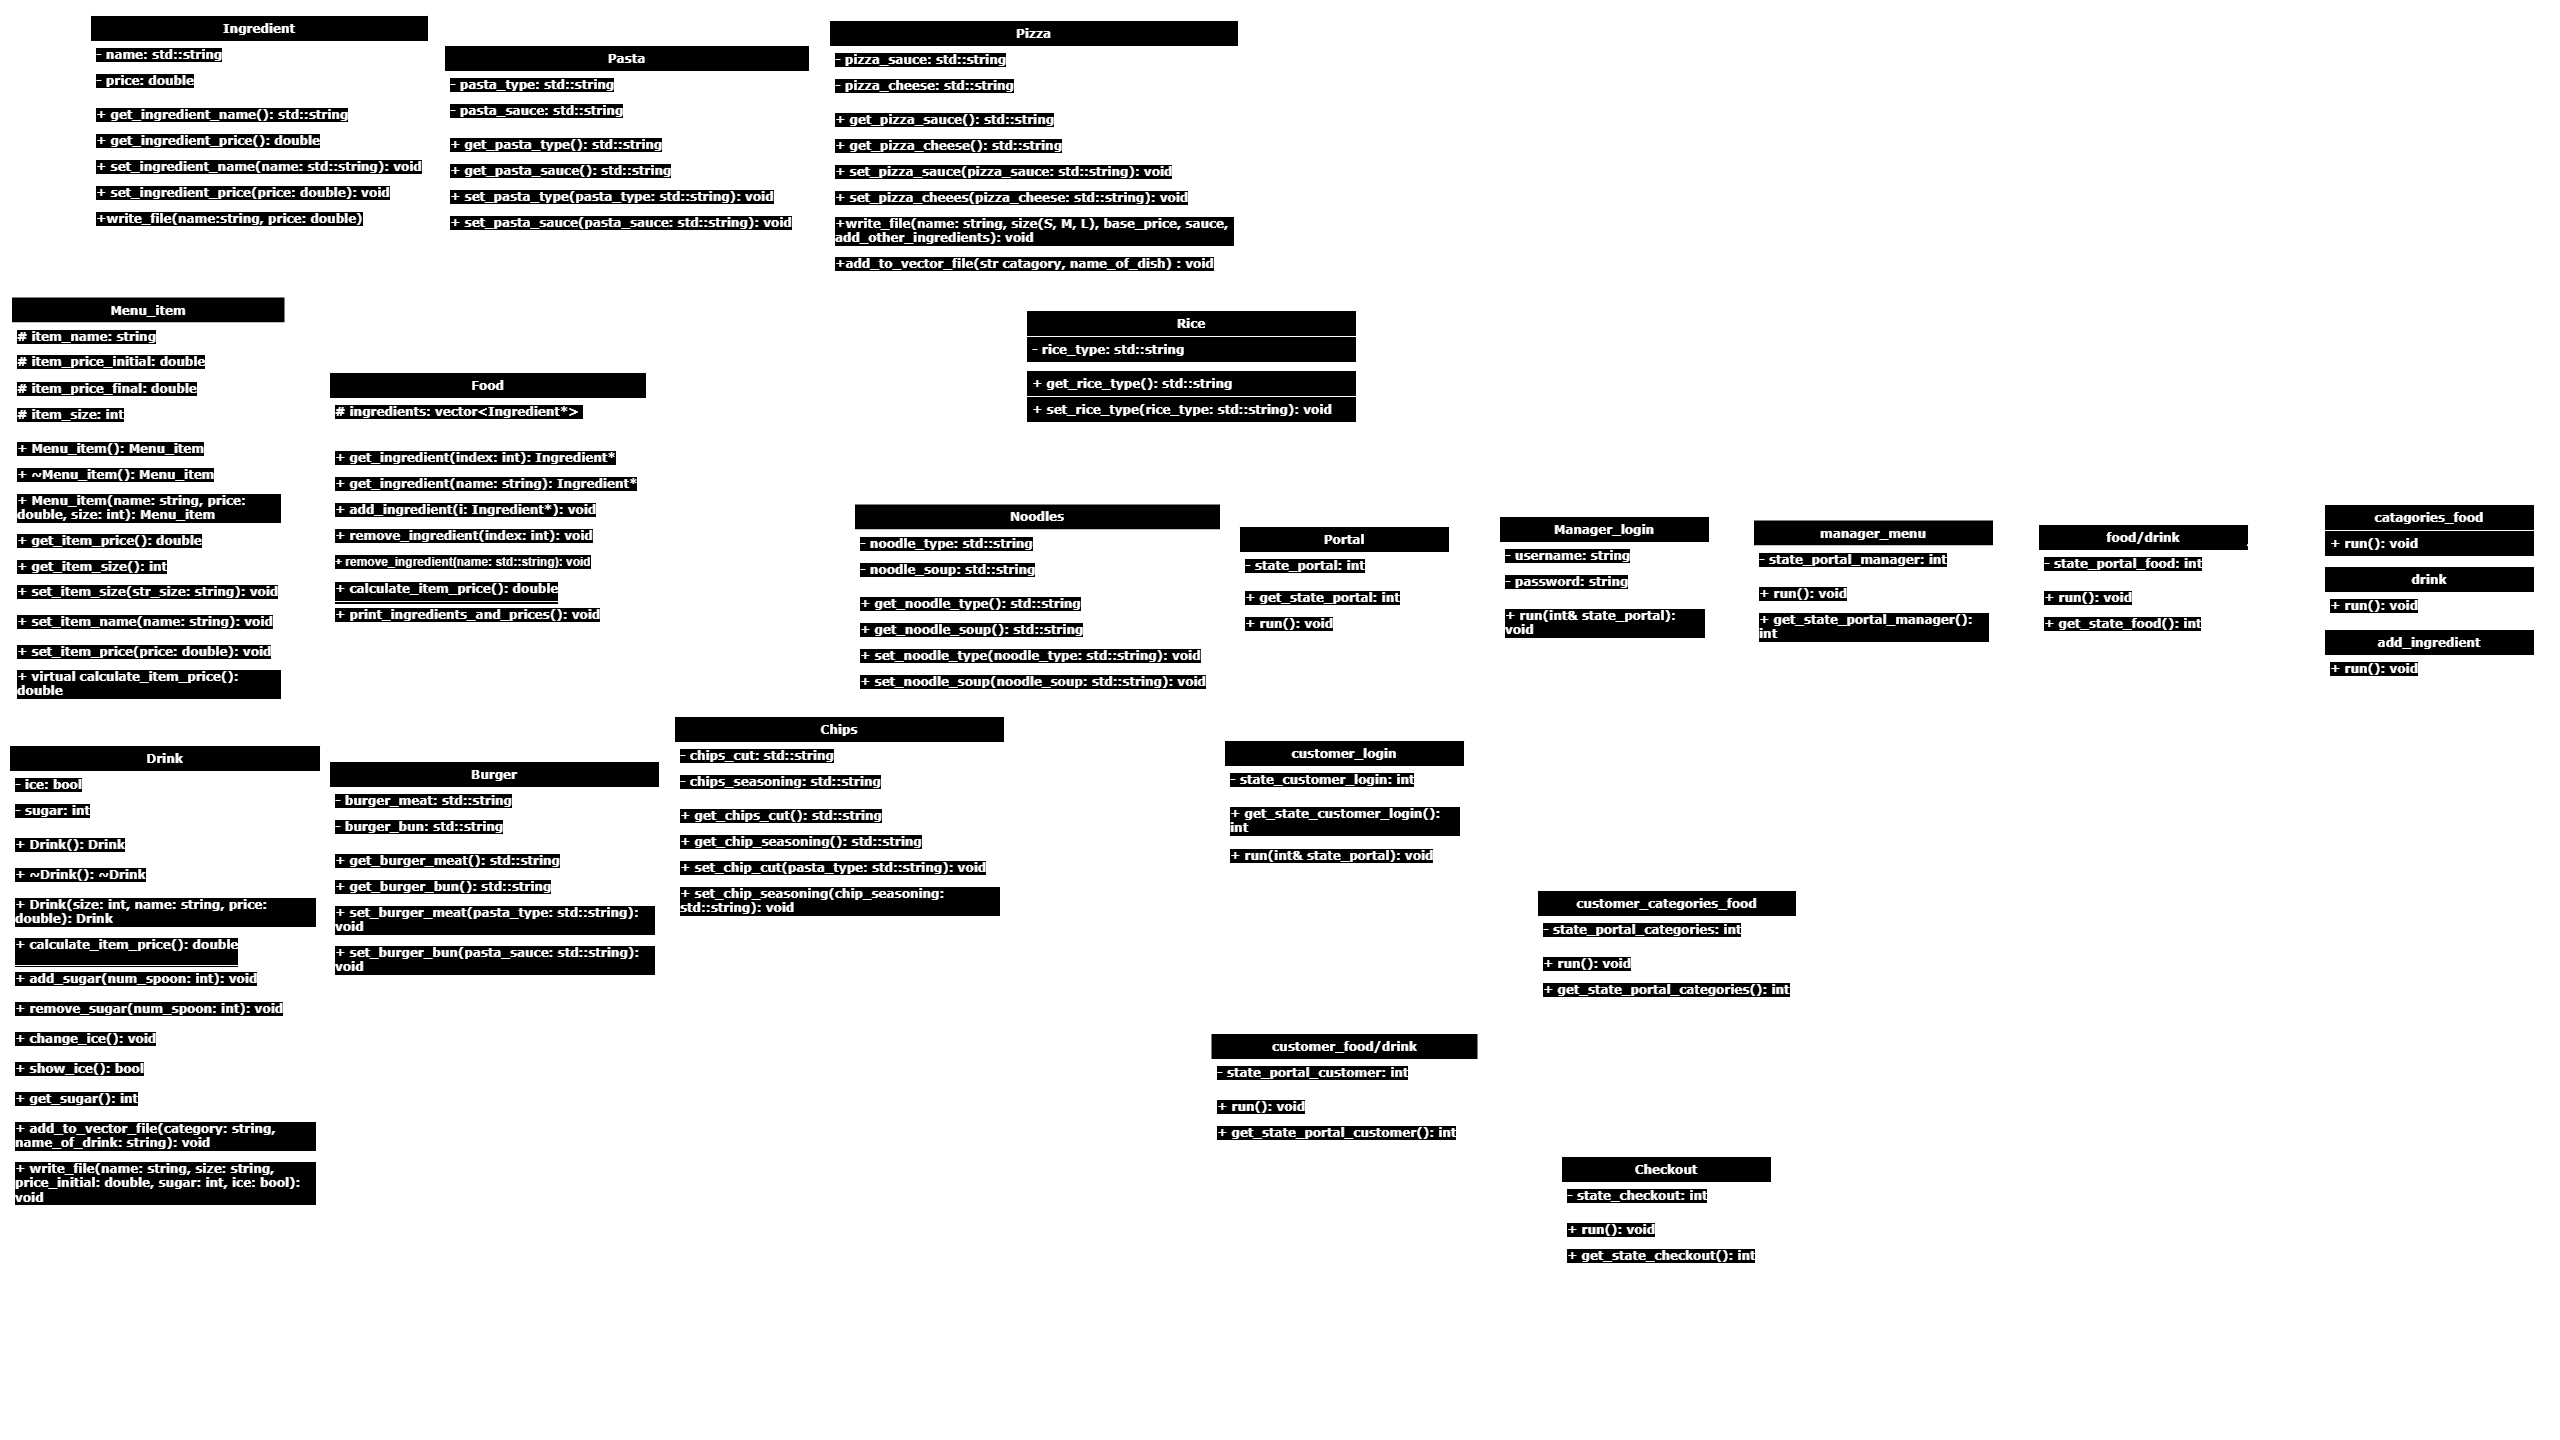 Ingredient
- name: std::string
- price: double
+ get_ingredient_name(): std::string
+ get_ingredient_price(): double
+ set_ingredient_name(name: std::string): void
+ set_ingredient_price(price: double): void
+write_file(name:string, price: double)
Pasta
- pasta_type: std::string
- pasta_sauce: std::string
+ get_pasta_type(): std::string
+ get_pasta_sauce(): std::string
+ set_pasta_type(pasta_type: std::string): void
+ set_pasta_sauce(pasta_sauce: std::string): void
Pizza
- pizza_sauce: std::string
- pizza_cheese: std::string
+ get_pizza_sauce(): std::string
+ get_pizza_cheese(): std::string
+ set_pizza_sauce(pizza_sauce: std::string): void
+ set_pizza_cheees(pizza_cheese: std::string): void
+write_file(name: string, size(S, M, L), base_price, sauce,
add_other_ingredients): void
+add_to_vector_file(str catagory, name_of_dish) : void
Menu_item
# item_name: string
# item_price_initial: double
# item_price_final: double
# item_size: int
+ Menu_item(): Menu_item
+ ~Menu_item(): Menu_item
+ Menu_item(name: string, price:
double, size: int): Menu_item
+ get_item_price(): double
+ get_item_size(): int
+ set_item_size(str_size: string): void
+ set_item_name(name: string): void
+ set_item_price(price: double): void
+ virtual calculate_item_price():
double
Food
# ingredients: vector<Ingredient*>
+ get_ingredient(index: int): Ingredient*
+ get_ingredient(name: string): Ingredient*
+ add_ingredient(i: Ingredient*): void
+ remove_ingredient(index: int): void
+ remove_ingredient(name: std::string): void
+ calculate_item_price(): double
+ print_ingredients_and_prices(): void
Rice
- rice_type: std::string
+ get_rice_type(): std::string
+ set_rice_type(rice_type: std::string): void
Noodles
- noodle_type: std::string
- noodle_soup: std::string
+ get_noodle_type(): std::string
+ get_noodle_soup(): std::string
+ set_noodle_type(noodle_type: std::string): void
+ set_noodle_soup(noodle_soup: std::string): void
Portal
- state_portal: int
+ get_state_portal: int
+ run(): void
Manager_login
- username: string
- password: string
+ run(int& state_portal):
void
manager_menu
- state_portal_manager: int
+ run(): void
+ get_state_portal_manager():
int
food/drink
- state_portal_food: int
+ run(): void
+ get_state_food(): int
catagories_food
+ run(): void
drink
+ run(): void
add_ingredient
+ run(): void
Drink
- ice: bool
- sugar: int
+ Drink(): Drink
+ ~Drink(): ~Drink
+ Drink(size: int, name: string, price:
double): Drink
+ calculate_item_price(): double
+ add_sugar(num_spoon: int): void
+ remove_sugar(num_spoon: int): void
+ change_ice(): void
+ show_ice(): bool
+ get_sugar(): int
+ add_to_vector_file(category: string,
name_of_drink: string): void
+ write_file(name: string, size: string,
price_initial: double, sugar: int, ice: bool):
void
Burger
- burger_meat: std::string
- burger_bun: std::string
+ get_burger_meat(): std::string
+ get_burger_bun(): std::string
+ set_burger_meat(pasta_type: std::string):
void
+ set_burger_bun(pasta_sauce: std::string):
void
Chips
- chips_cut: std::string
- chips_seasoning: std::string
+ get_chips_cut(): std::string
+ get_chip_seasoning(): std::string
+ set_chip_cut(pasta_type: std::string): void
+ set_chip_seasoning(chip_seasoning:
std::string): void
customer_login
- state_customer_login: int
+ get_state_customer_login():
int
+ run(int& state_portal): void
customer_categories_food
- state_portal_categories: int
+ run(): void
+ get_state_portal_categories(): int
customer_food/drink
- state_portal_customer: int
+ run(): void
+ get_state_portal_customer(): int
Checkout
- state_checkout: int
+ run(): void
+ get_state_checkout(): int